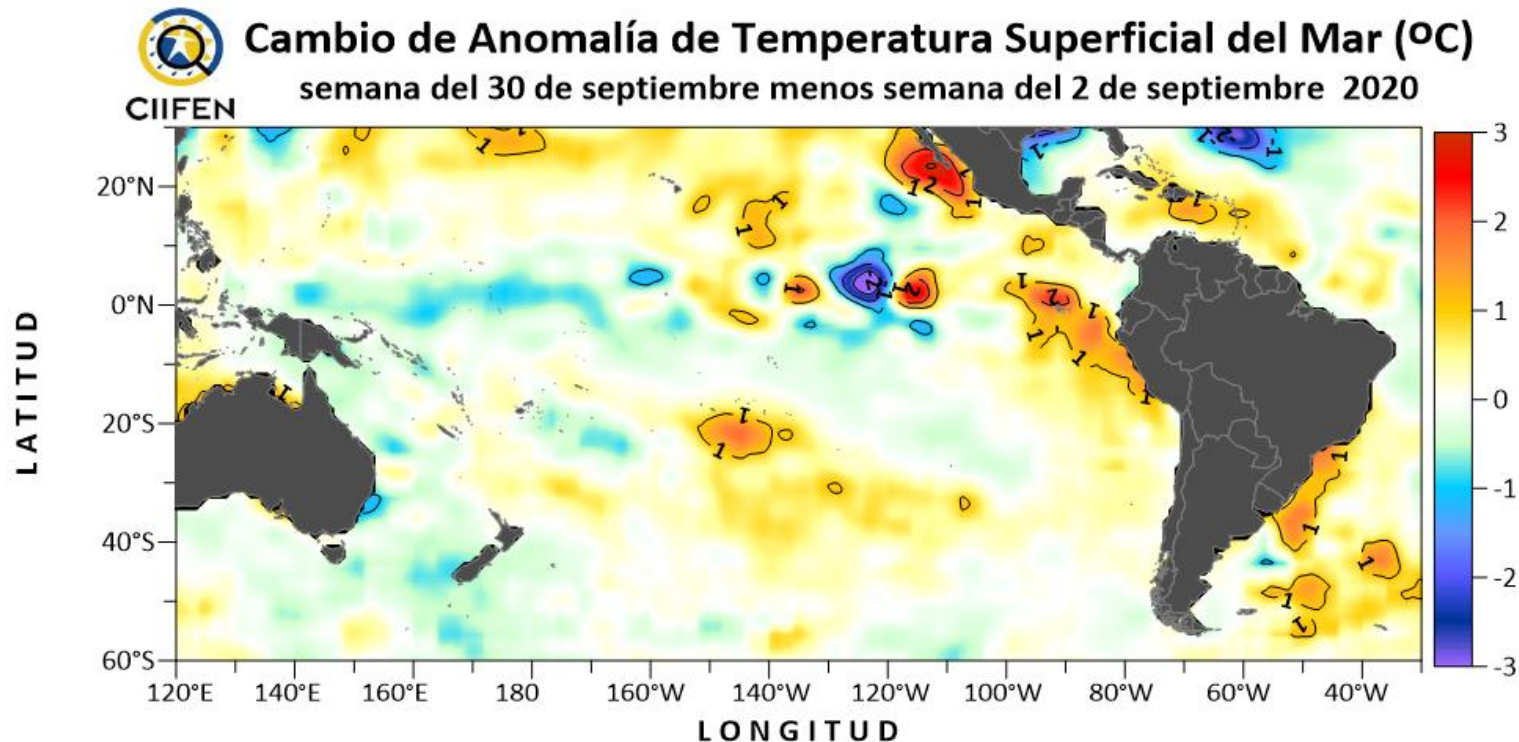 Cambio de Anomalía de Temperatura Superficial del Mar (ºC)
semana del 30 de septiembre menos semana del 2 de septiembre 2020
CIIFEN
LATITUD
20°N
0°N
20°S
40°S
60°S
120°E 140°E 160°E 180 160°W 140°W 120°W 100°W 80°W 60°W 40°W
LONGITUD
3
2
1
0
-1
-2
-3